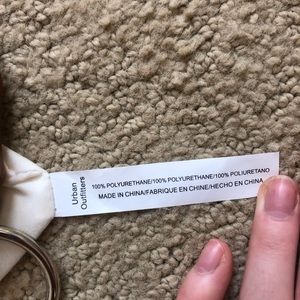 Urban
Outfitters
100% POLYURETHANE/100% POLYURETHANE/100% POLIURETANO
MADE IN CHINA/FABRIQUE EN CHINE/HECHO EN CHINA